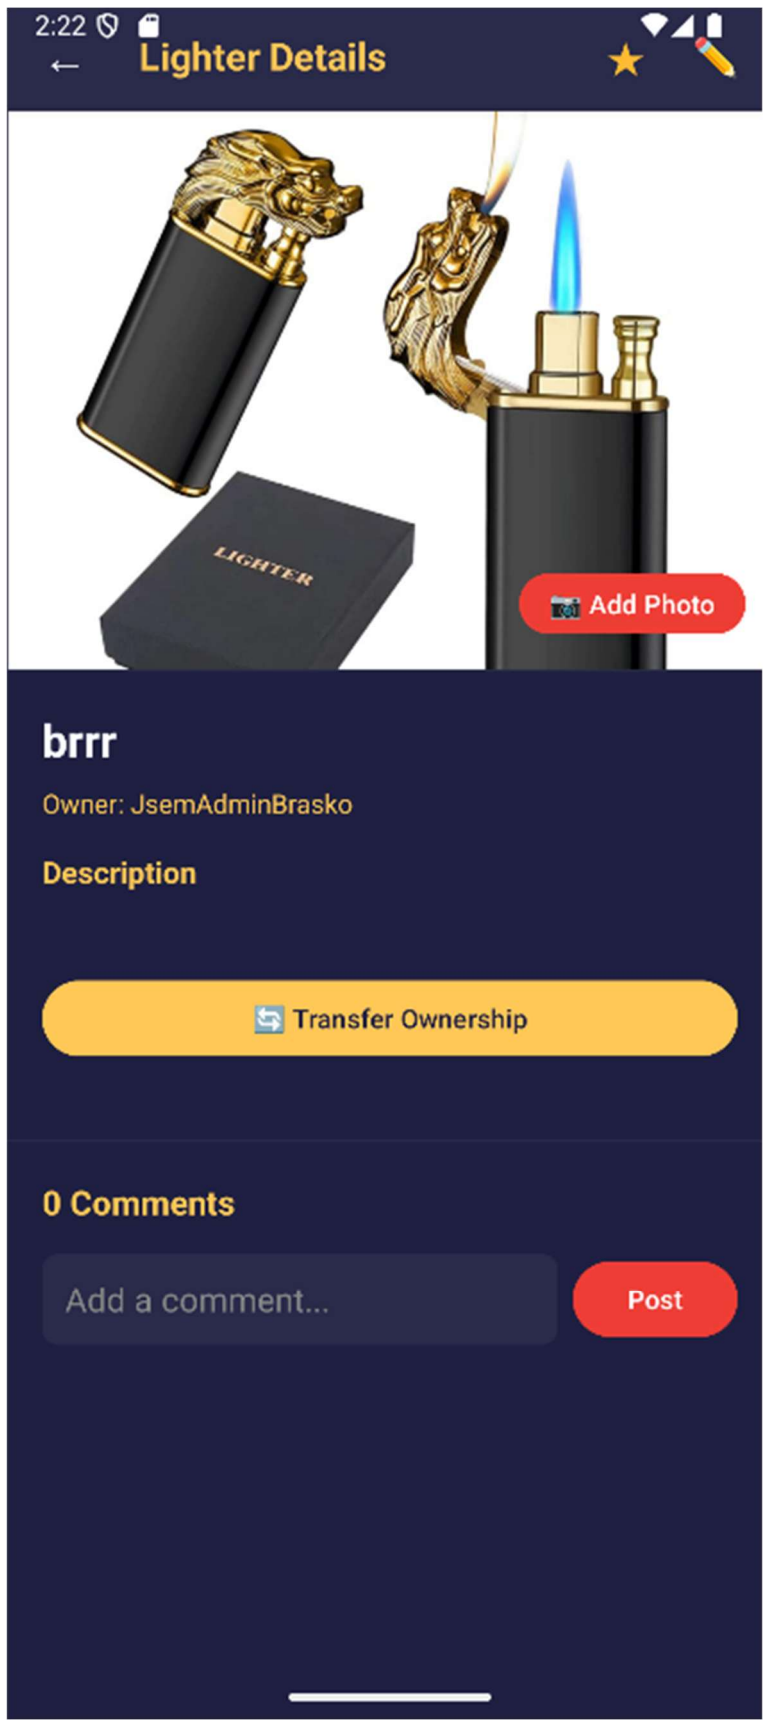 2:22
← Lighter Details
LIGHTER
Add Photo
brrr
Owner: JsemAdminBrasko
Description
Transfer Ownership
0 Comments
Add a comment...
Post